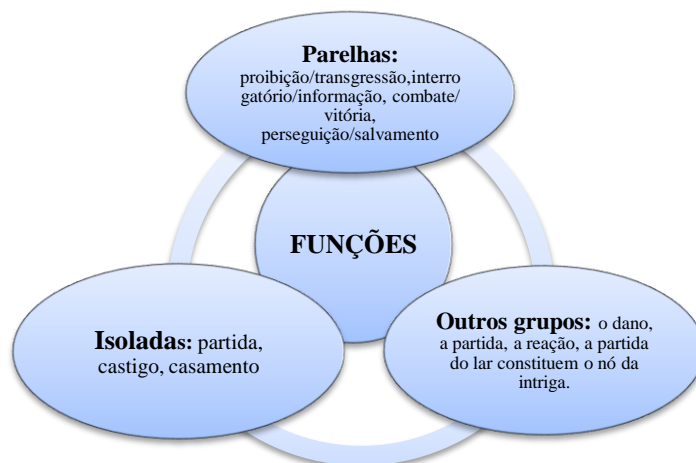 Parelhas:
proibição/transgressão,interro
gatório/informação, combate/
vitória,
perseguição/salvamento
FUNÇÕES
Isoladas: partida,
castigo, casamento
Outros grupos: o dano,
a partida, a reação, a partida
do lar constituem o nó da
intriga.